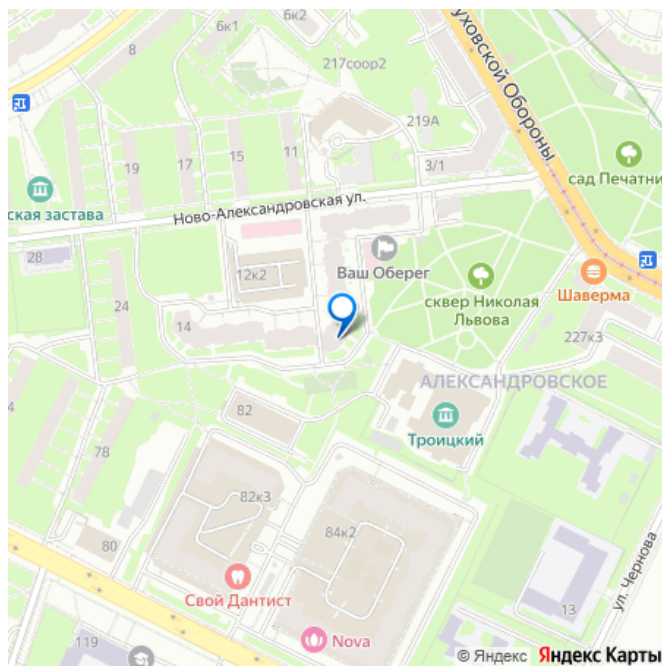 6к1
6к2
8
217соор2
уховской Обороны
219А
19
17
15
11
3/1
сад Печатни
ская застава
Ново-Александровская ул.
28
12к2
Ваш Оберег
сквер Николая
Львова
Шаверма
24
14
227к3
АЛЕКСАНДРОВСКОЕ
4
82
Троицкий
78
82к3
84к2
80
Свой Дантист
ул. Чернова
13
119
Nova
© Яндекс Яндекс Карты